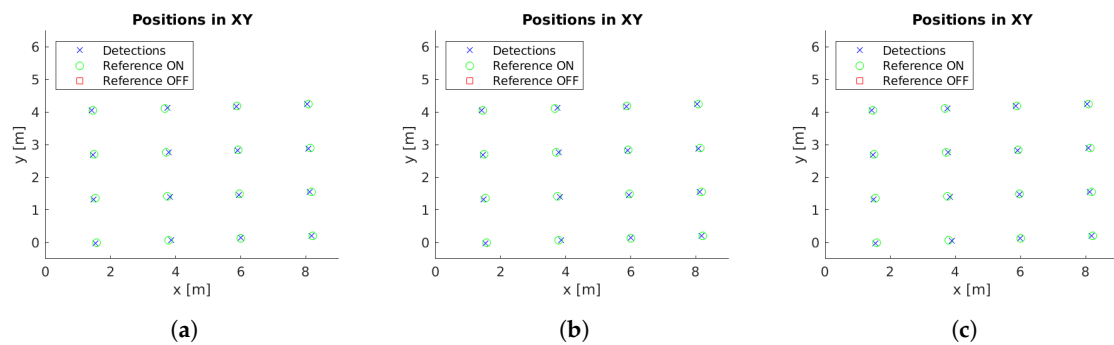 Positions in XY
Detections
Reference ON
Reference OFF
y [m]
6
5
4
3
2
1
0
0 2 4 6 8
x [m]
(a)
Positions in XY
Detections
Reference ON
Reference OFF
y [m]
6
5
4
3
2
1
0
0 2 4 6 8
x [m]
(b)
Positions in XY
Detections
Reference ON
Reference OFF
y [m]
6
5
4
3
2
1
0
0 2 4 6 8
x [m]
(c)